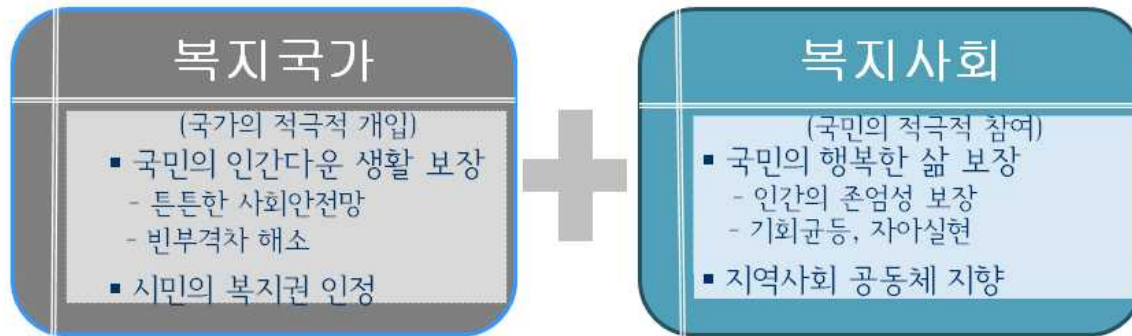 복지국가
(국가의 적극적 개입)
▪ 국민의 인간다운 생활 보장
- 튼튼한 사회안전망
- 빈부격차 해소
▪ 시민의 복지권 인정
복지사회
(국민의 적극적 참여)
▪ 국민의 행복한 삶 보장
- 인간의 존엄성 보장
- 기회균등, 자아실현
▪ 지역사회 공동체 지향